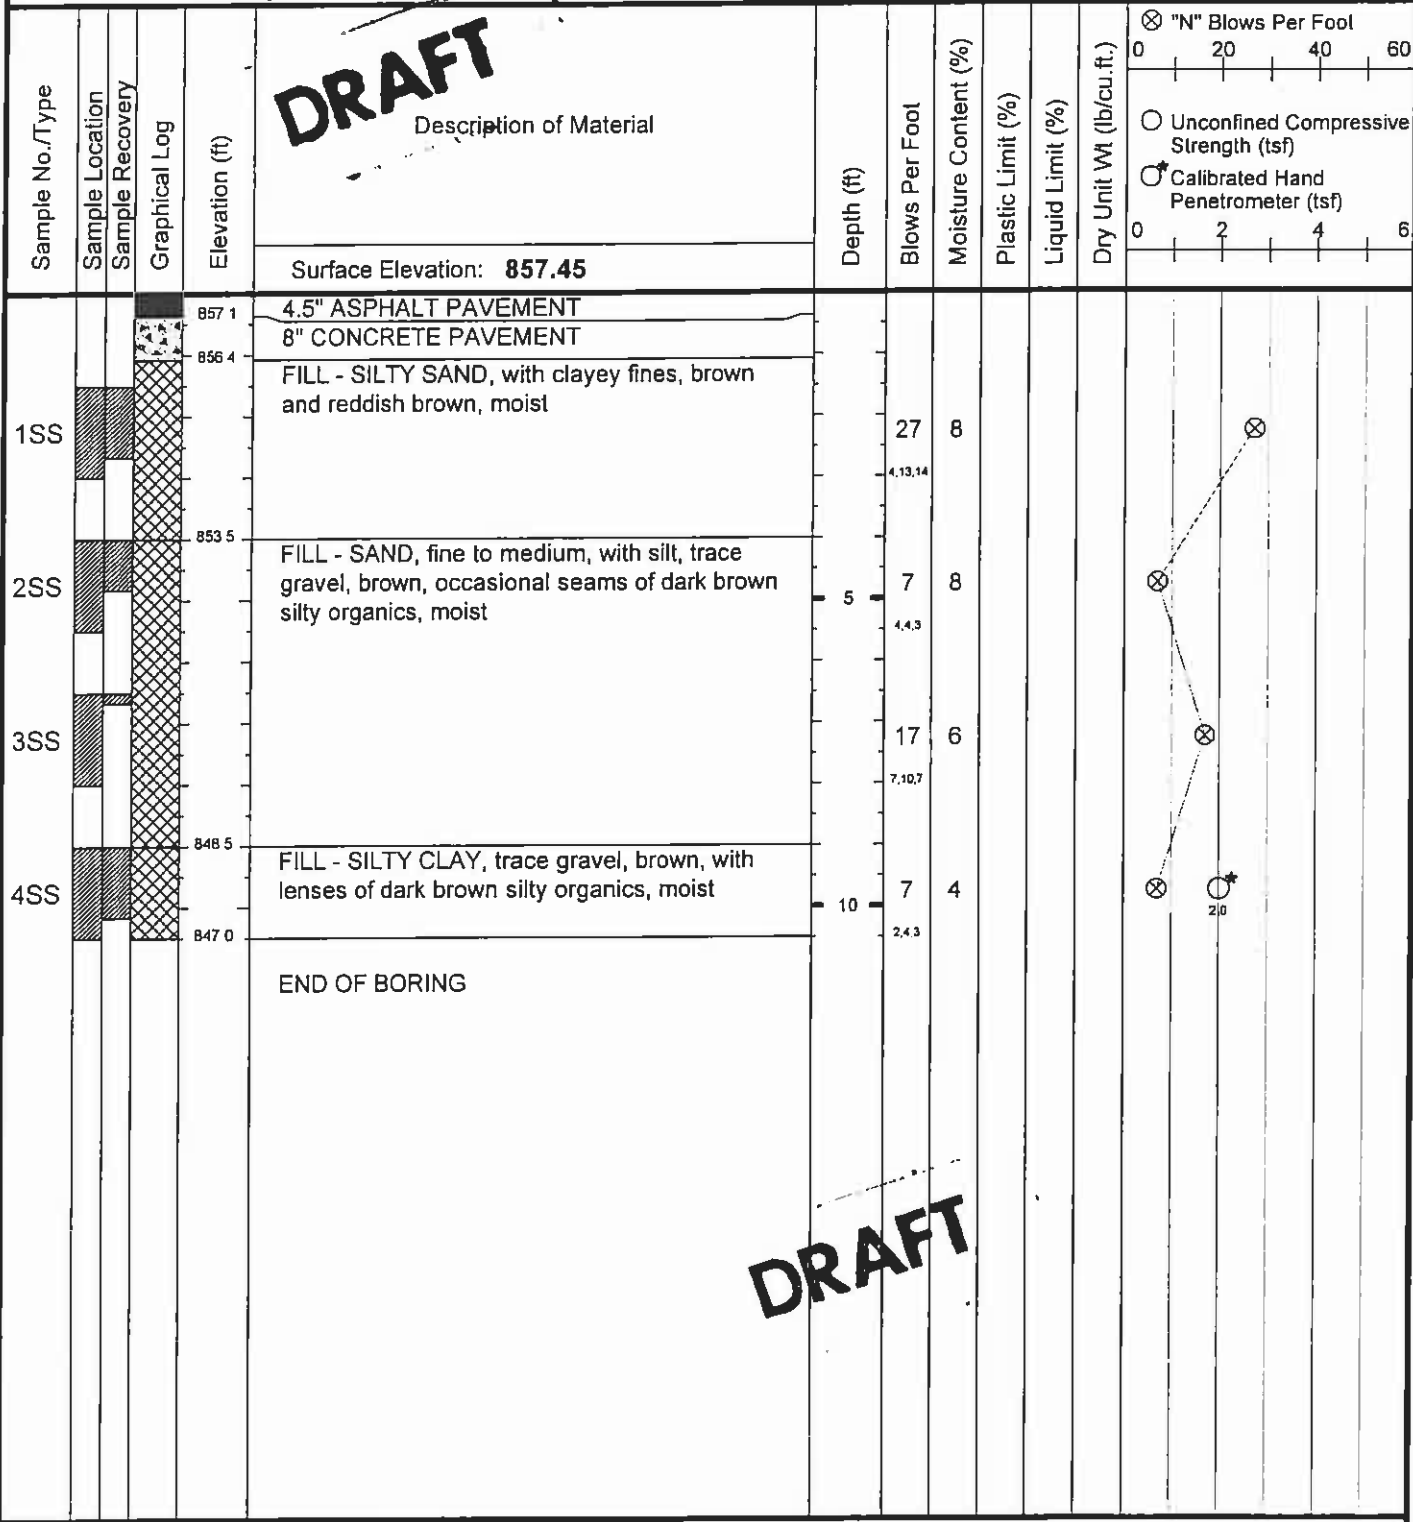 DRAFT
Sample No./Type
Sample Location
Sample Recovery
Graphical Log
Elevation (ft)
Description of Material
Surface Elevation: 857.45
Depth (ft)
Blows Per Foot
Moisture Content (%)
Plastic Limit (%)
Liquid Limit (%)
Dry Unit Wt (lb/cu.ft.)
"N" Blows Per Foot
0 20 40 60
Unconfined Compressive
Strength (tsf)
* Calibrated Hand
Penetrometer (tsf)
0 2 4 6
857 1
4.5" ASPHALT PAVEMENT
8" CONCRETE PAVEMENT
856 4
FILL - SILTY SAND, with clayey fines, brown
and reddish brown, moist
1SS 27 8
4,13,14
853 5
FILL - SAND, fine to medium, with silt, trace
gravel, brown, occasional seams of dark brown
silty organics, moist
2SS 5 7 8
4,4,3
3SS 17 6
7,10,7
848 5
FILL - SILTY CLAY, trace gravel, brown, with
lenses of dark brown silty organics, moist
4SS 10 7 4 *
2.0
2,4,3
847 0
END OF BORING
DRAFT